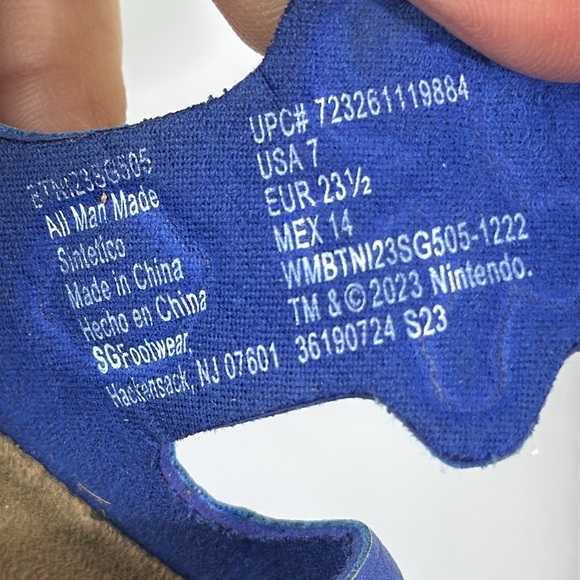 BTNI23SG505
All Man Made
Sintetico
Made in China
Hecho en China
SGFootwear,
Hackensack, NJ 07601
UPC# 723261119884
USA 7
EUR 23½
MEX 14
WMBTNI23SG505-1222
TM & © 2023 Nintendo.
36190724 S23